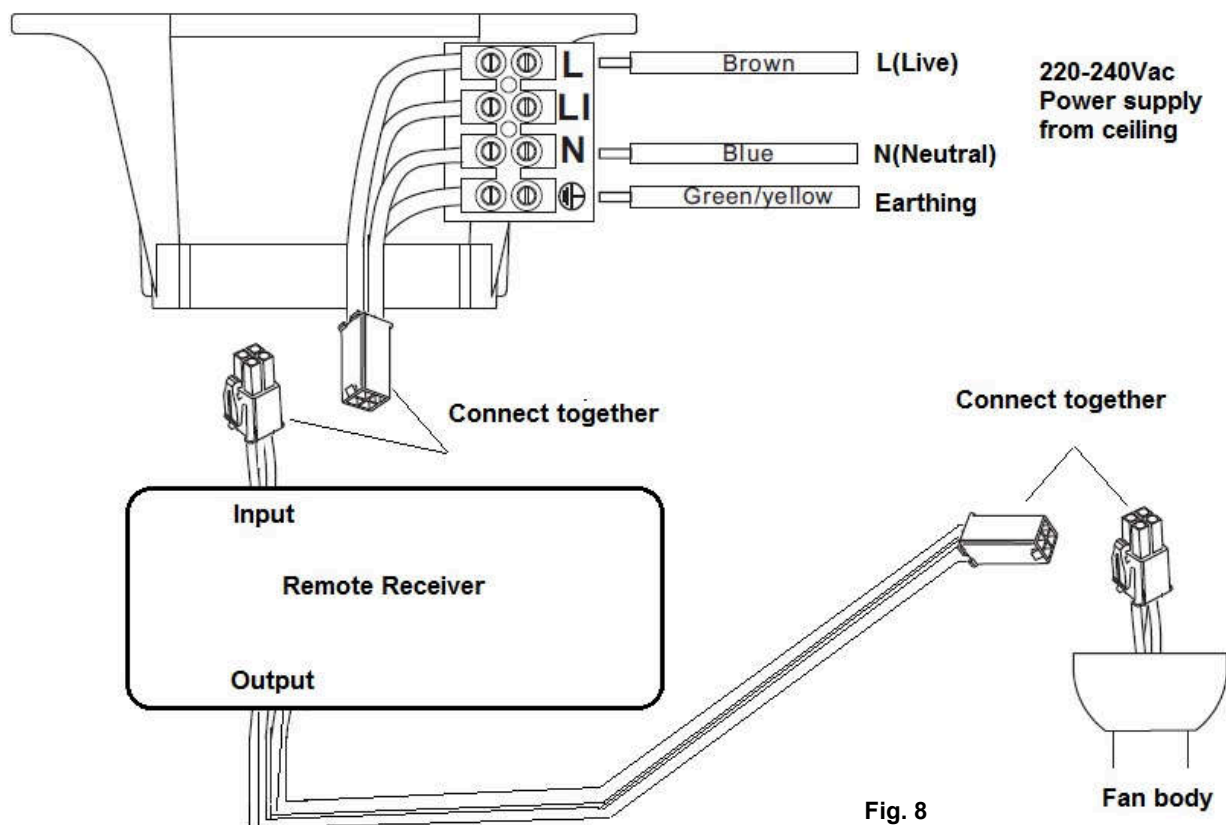 L
Brown
L(Live)
LI
N
Blue
N(Neutral)
Green/yellow
Earthing
220-240Vac
Power supply
from ceiling
Connect together
Connect together
Input
Remote Receiver
Output
Fan body
Fig. 8